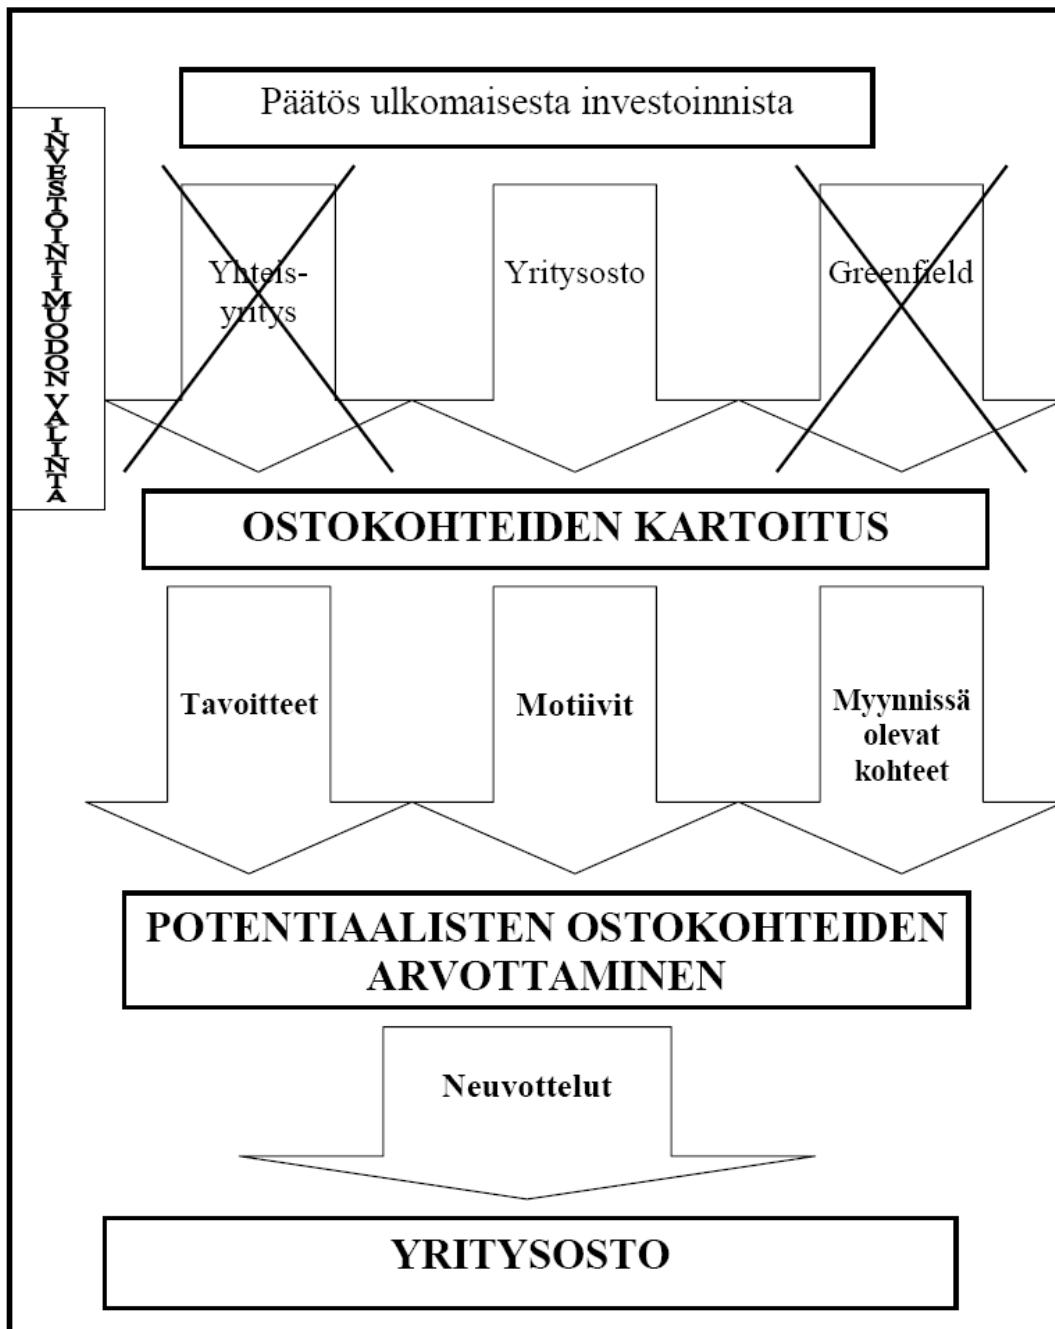 Päätös ulkomaisesta investoinnista
INVESTOINTIMUODON VALINTA
Yhteis-
yritys
Yritysosto
Greenfield
OSTOKOHTEIDEN KARTOITUS
Tavoitteet
Motiivit
Myynnissä
olevat
kohteet
POTENTIAALISTEN OSTOKOHTEIDEN
ARVOTTAMINEN
Neuvottelut
YRITYSOSTO